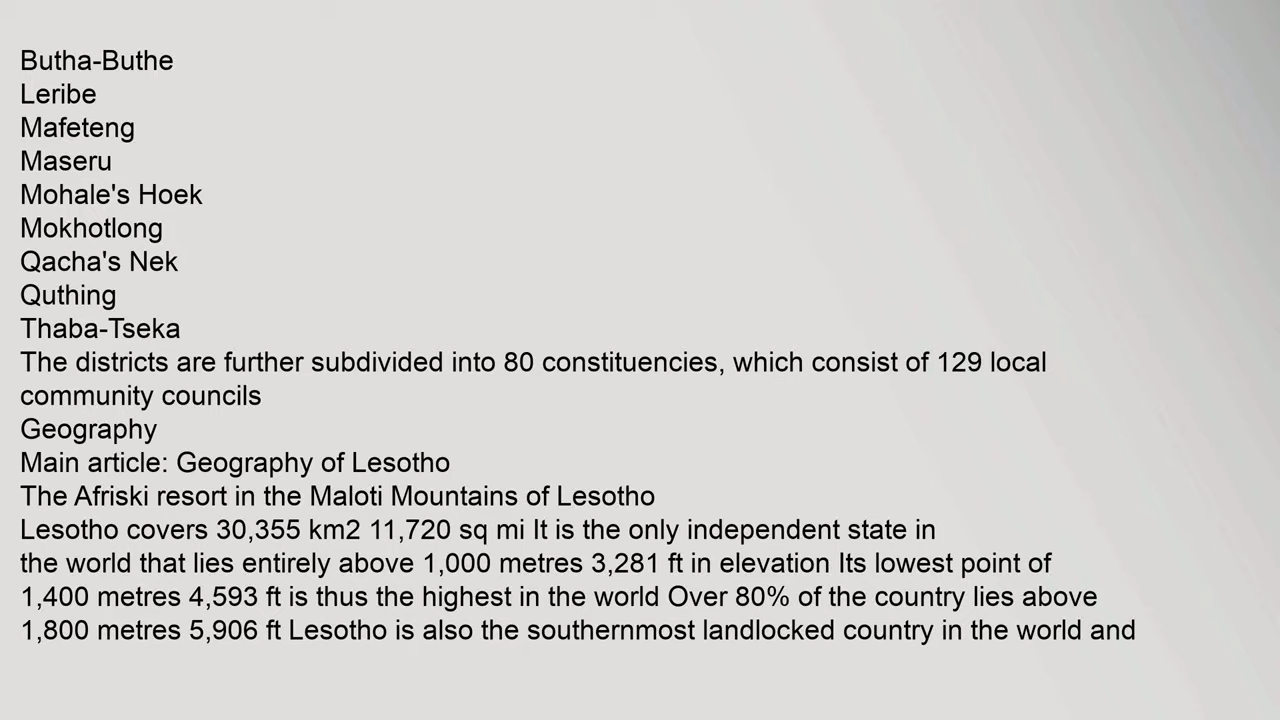 Butha-Buthe
Leribe
Mafeteng
Maseru
Mohale's Hoek
Mokhotlong
Qacha's Nek
Quthing
Thaba-Tseka
The districts are further subdivided into 80 constituencies, which consist of 129 local
community councils
Geography
Main article: Geography of Lesotho
The Afriski resort in the Maloti Mountains of Lesotho
Lesotho covers 30,355 km2 11,720 sq mi It is the only independent state in
the world that lies entirely above 1,000 metres 3,281 ft in elevation Its lowest point of
1,400 metres 4,593 ft is thus the highest in the world Over 80% of the country lies above
1,800 metres 5,906 ft Lesotho is also the southernmost landlocked country in the world and